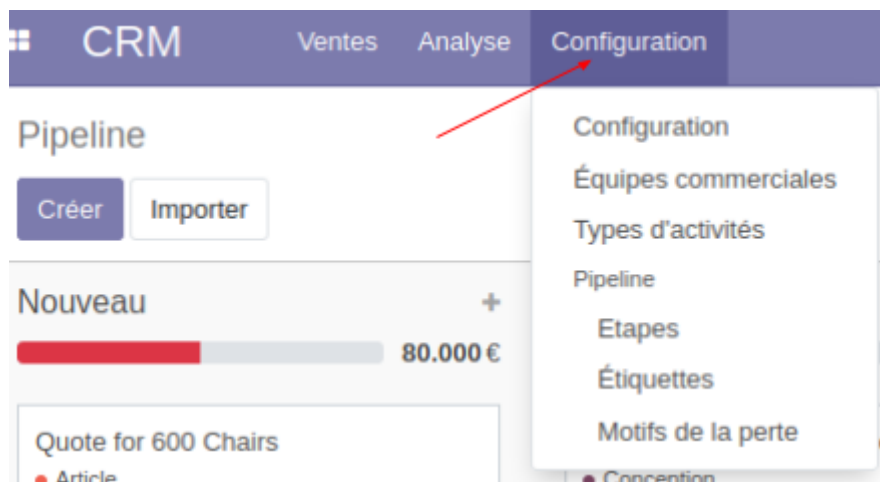 CRM Ventes Analyse Configuration
Pipeline
Créer Importer
Nouveau +
80.000 €
Quote for 600 Chairs
Article
Configuration
Équipes commerciales
Types d'activités
Pipeline
Etapes
Étiquettes
Motifs de la perte
Conception